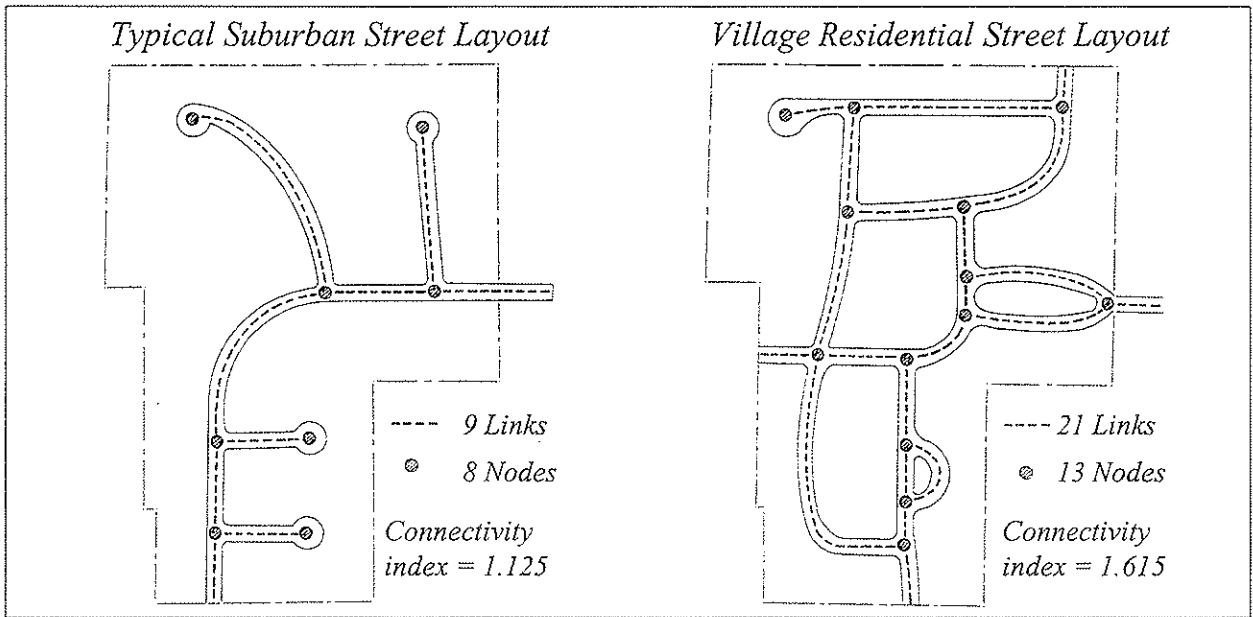 Typical Suburban Street Layout
9 Links
8 Nodes
Connectivity
index = 1.125
Village Residential Street Layout
21 Links
13 Nodes
Connectivity
index = 1.615